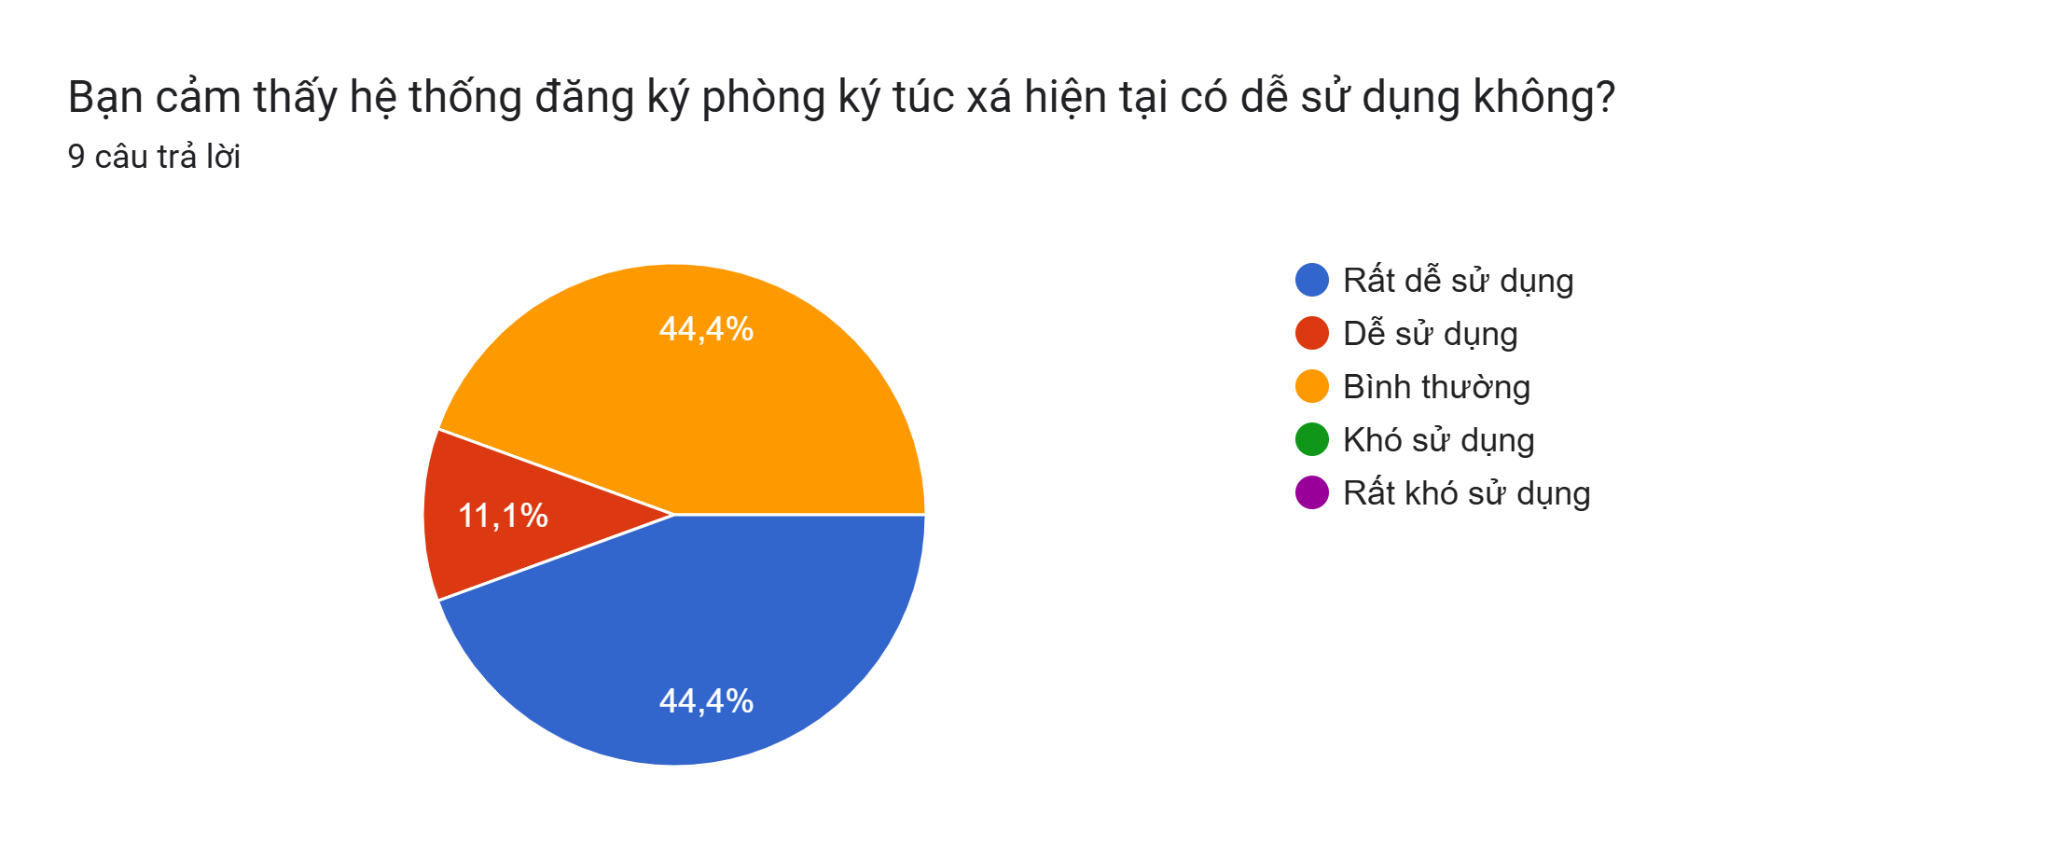 Bạn cảm thấy hệ thống đăng ký phòng ký túc xá hiện tại có dễ sử dụng không?
9 câu trả lời
44,4%
11,1%
44,4%
Rất dễ sử dụng
Dễ sử dụng
Bình thường
Khó sử dụng
Rất khó sử dụng